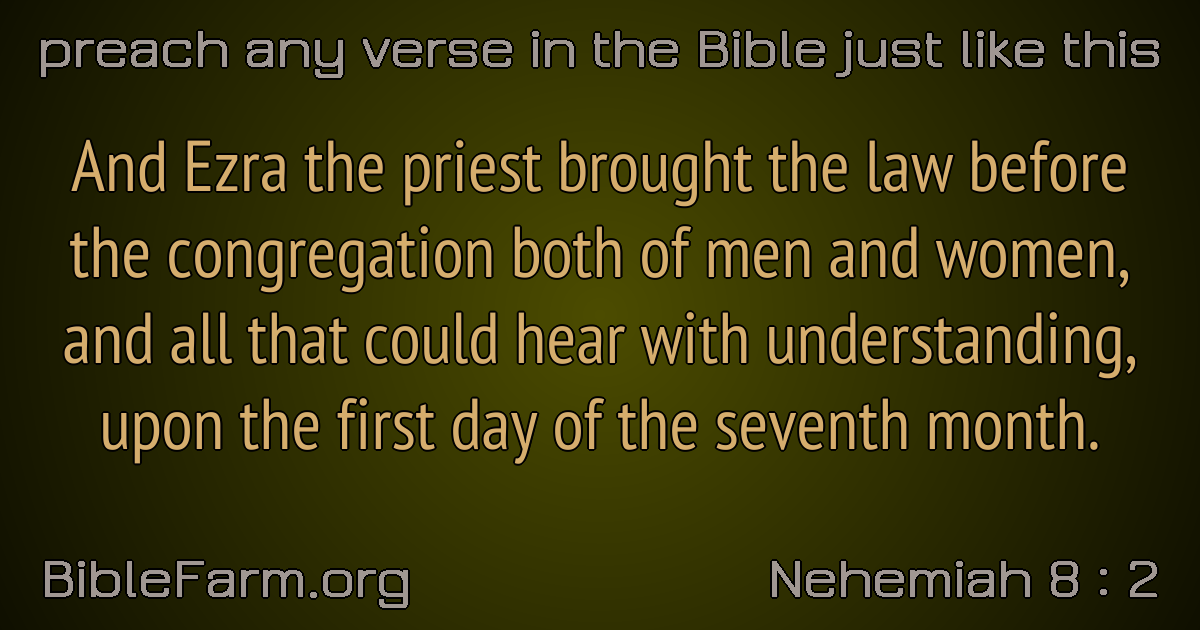 preach any verse in the Bible just like this
And Ezra the priest brought the law before
the congregation both of men and women,
and all that could hear with understanding,
upon the first day of the seventh month.
BibleFarm.org
Nehemiah 8 : 2